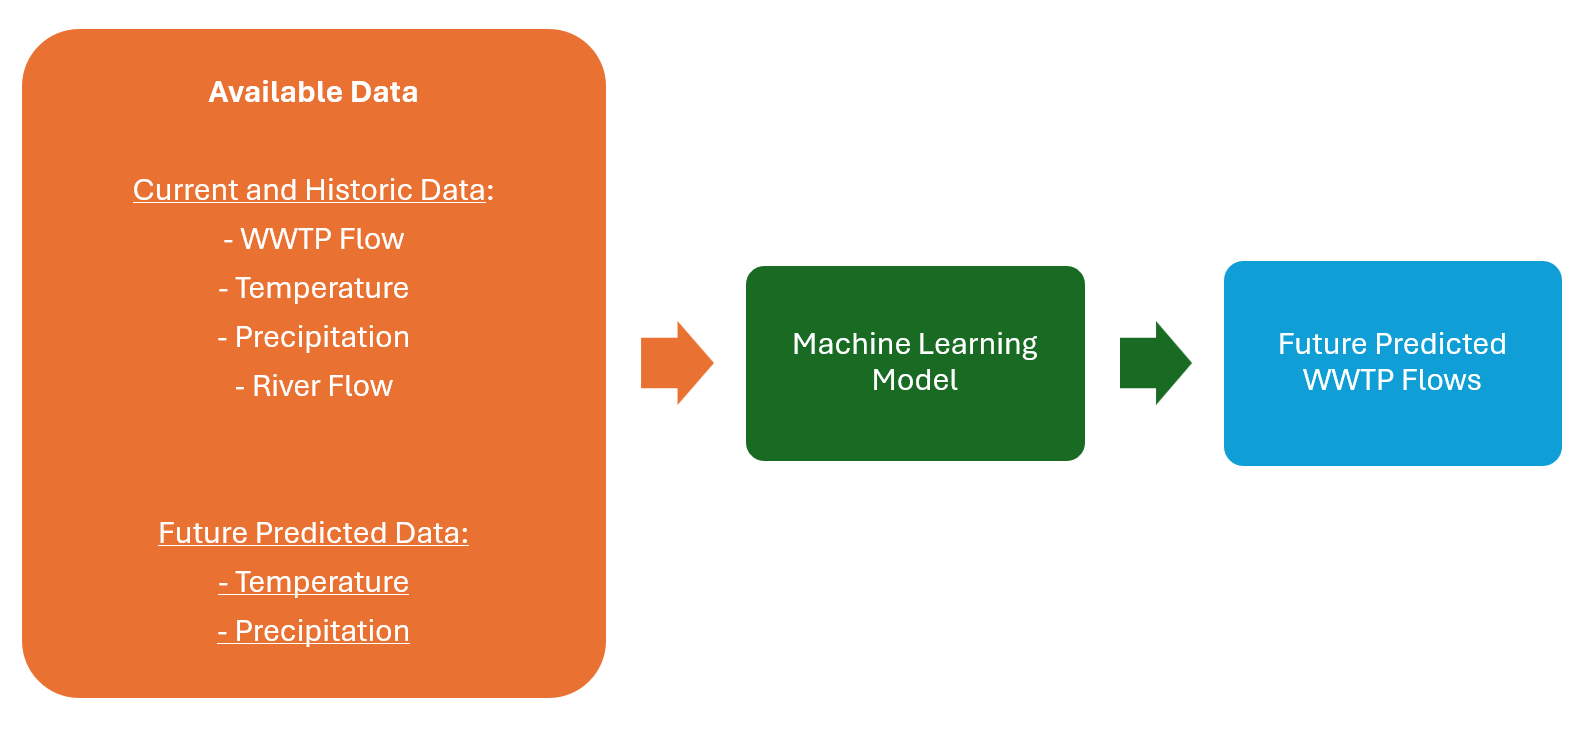 Available Data
Current and Historic Data:
- WWTP Flow
- Temperature
- Precipitation
- River Flow
Future Predicted Data:
- Temperature
- Precipitation
Machine Learning
Model
Future Predicted
WWTP Flows